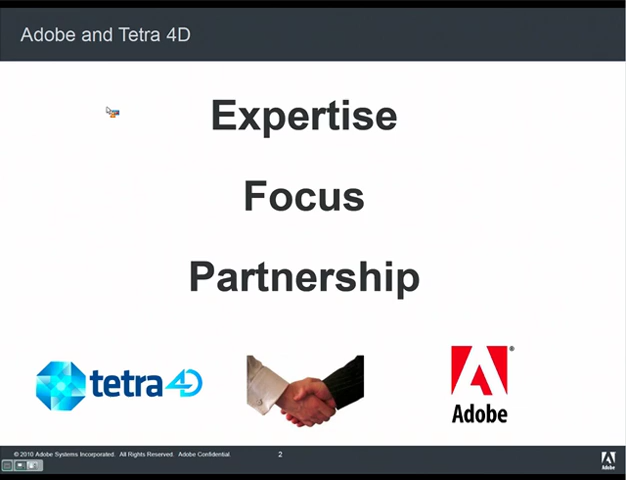 Adobe and Tetra 4D
Expertise
Focus
Partnership
tetra4D
Adobe
®
© 2010 Adobe Systems Incorporated. All Rights Reserved. Adobe Confidential.
2
Adobe